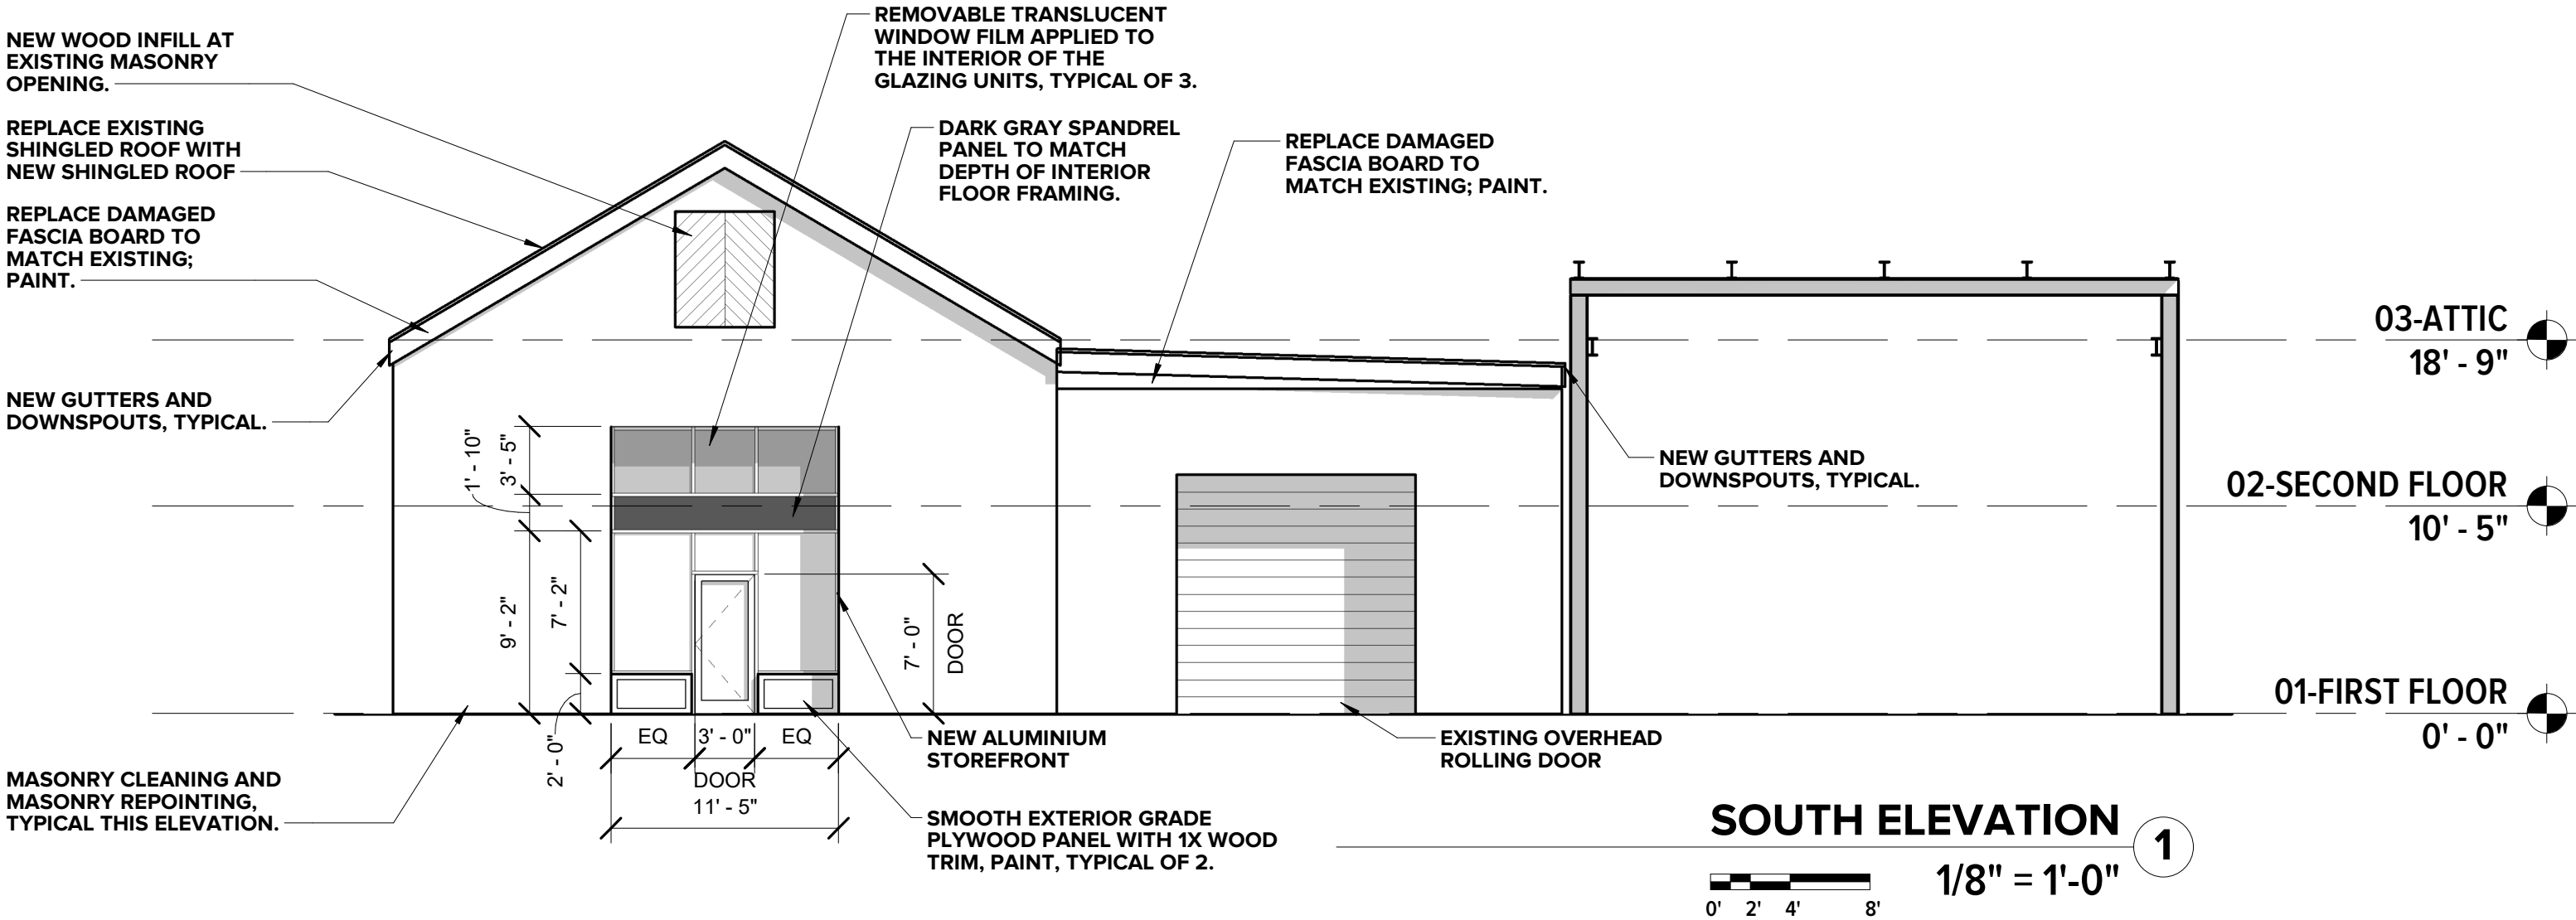 NEW WOOD INFILL AT
EXISTING MASONRY
OPENING.
REPLACE EXISTING
SHINGLED ROOF WITH
NEW SHINGLED ROOF
REPLACE DAMAGED
FASCIA BOARD TO
MATCH EXISTING;
PAINT.
NEW GUTTERS AND
DOWNSPOUTS, TYPICAL.
MASONRY CLEANING AND
MASONRY REPOINTING,
TYPICAL THIS ELEVATION.
REMOVABLE TRANSLUCENT
WINDOW FILM APPLIED TO
THE INTERIOR OF THE
GLAZING UNITS, TYPICAL OF 3.
DARK GRAY SPANDREL
PANEL TO MATCH
DEPTH OF INTERIOR
FLOOR FRAMING.
REPLACE DAMAGED
FASCIA BOARD TO
MATCH EXISTING; PAINT.
NEW GUTTERS AND
DOWNSPOUTS, TYPICAL.
1' - 10"
3' - 5"
9' - 2"
7' - 2"
2' - 0"
7' - 0"
DOOR
EQ
3' - 0"
EQ
DOOR
11' - 5"
NEW ALUMINIUM
STOREFRONT
SMOOTH EXTERIOR GRADE
PLYWOOD PANEL WITH 1X WOOD
TRIM, PAINT, TYPICAL OF 2.
EXISTING OVERHEAD
ROLLING DOOR
03-ATTIC
18' - 9"
02-SECOND FLOOR
10' - 5"
01-FIRST FLOOR
0' - 0"
SOUTH ELEVATION
1
1/8" = 1'-0"
0' 2' 4' 8'